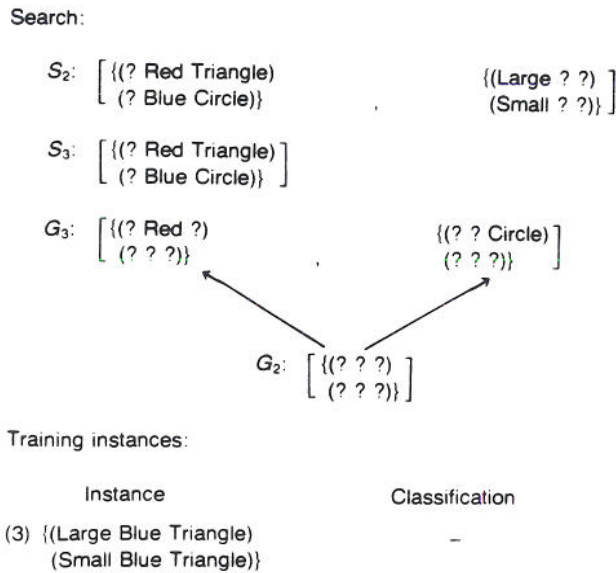 Search:
S2: [ {(? Red Triangle) , {(Large ? ?) ]
(? Blue Circle)} (Small ? ?)}
S3: [ {(? Red Triangle) ]
(? Blue Circle)}
G3: [ {(? Red ?) , {(? ? Circle) ]
(? ? ?)} (? ? ?)}
G2: [ {(? ? ?) ]
(? ? ?)}
Training instances:
Instance Classification
(3) {(Large Blue Triangle) –
(Small Blue Triangle)}